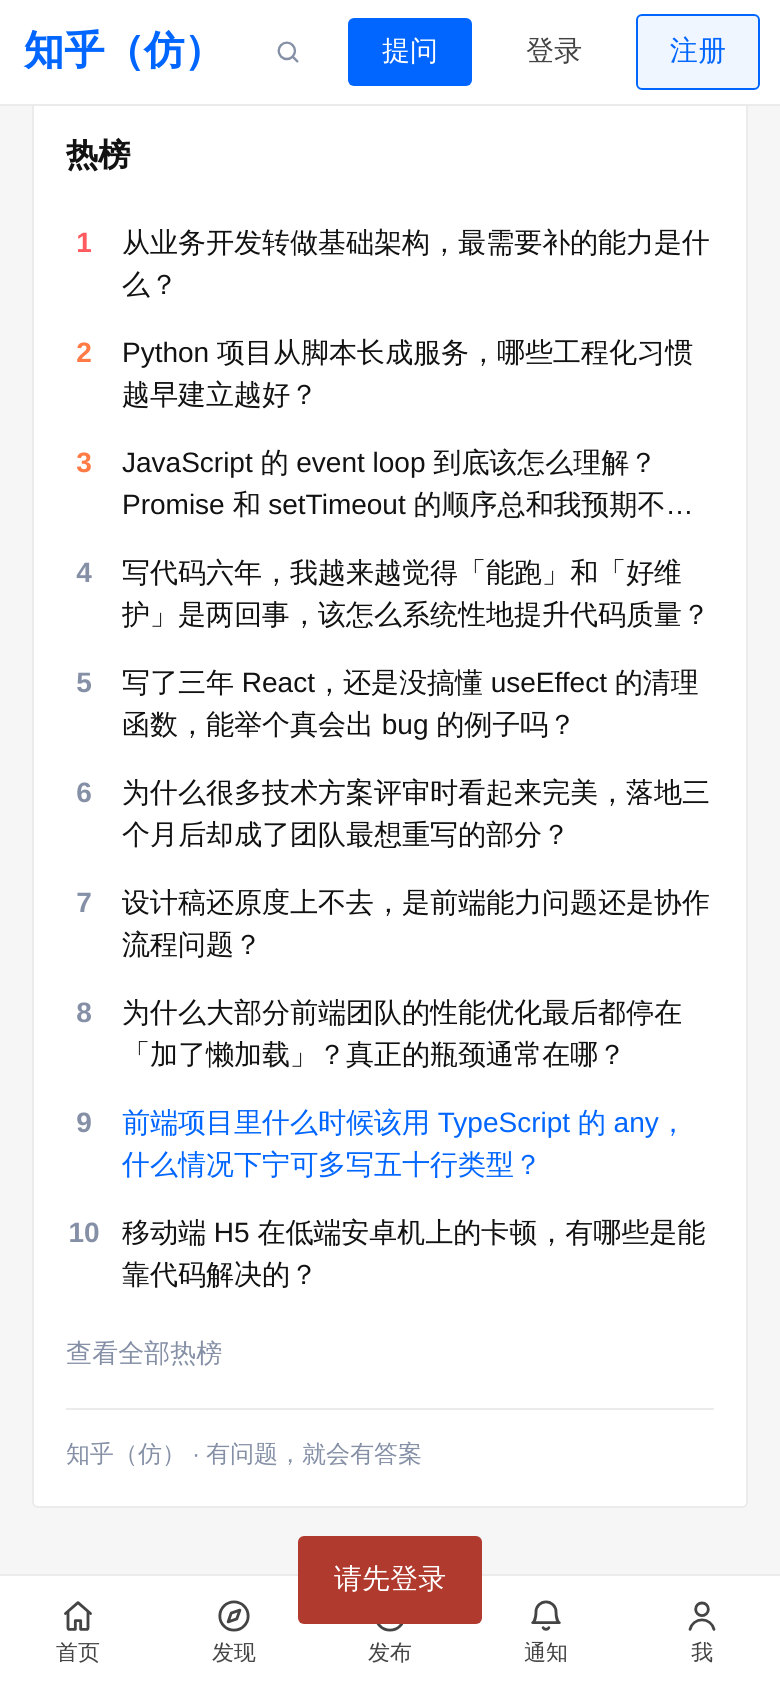 知乎（仿）
提问
登录
注册
热榜
1
从业务开发转做基础架构，最需要补的能力是什
么？
2
Python 项目从脚本长成服务，哪些工程化习惯
越早建立越好？
3
JavaScript 的 event loop 到底该怎么理解？
Promise 和 setTimeout 的顺序总和我预期不…
4
写代码六年，我越来越觉得「能跑」和「好维
护」是两回事，该怎么系统性地提升代码质量？
5
写了三年 React，还是没搞懂 useEffect 的清理
函数，能举个真会出 bug 的例子吗？
6
为什么很多技术方案评审时看起来完美，落地三
个月后却成了团队最想重写的部分？
7
设计稿还原度上不去，是前端能力问题还是协作
流程问题？
8
为什么大部分前端团队的性能优化最后都停在
「加了懒加载」？真正的瓶颈通常在哪？
9
前端项目里什么时候该用 TypeScript 的 any，
什么情况下宁可多写五十行类型？
10
移动端 H5 在低端安卓机上的卡顿，有哪些是能
靠代码解决的？
查看全部热榜
知乎（仿） · 有问题，就会有答案
请先登录
首页
发现
发布
通知
我